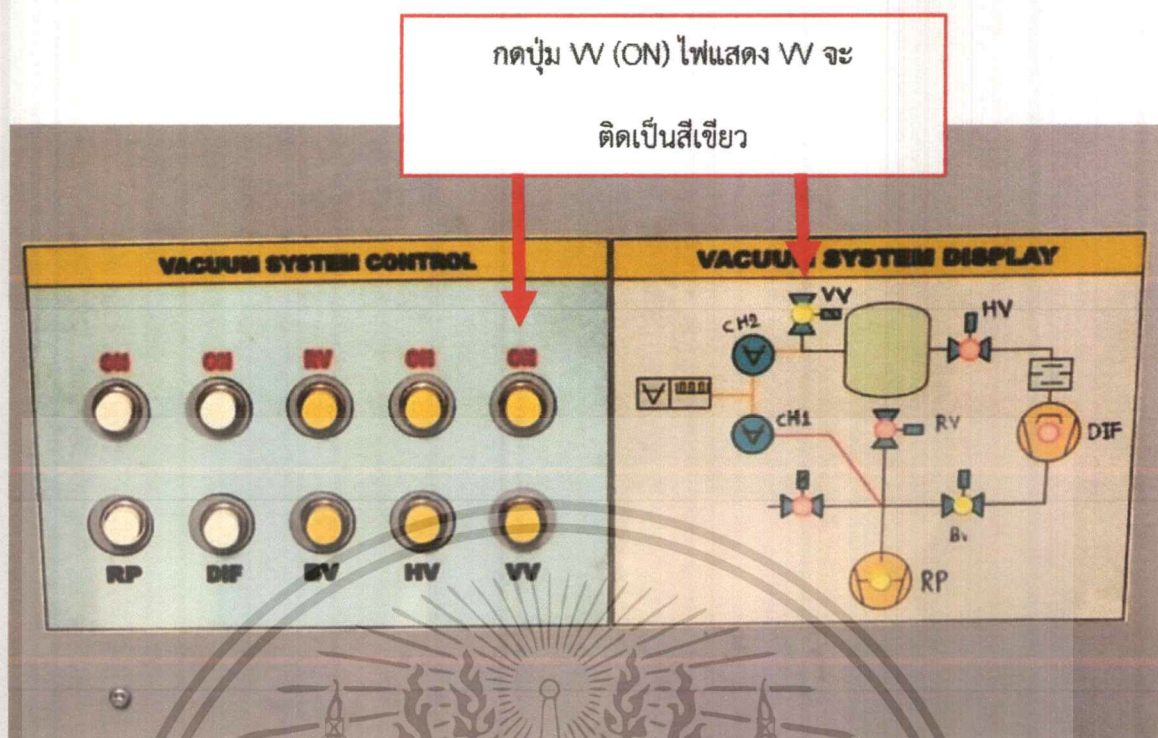 กดปุ่ม VV (ON) ไฟแสดง VV จะ
ติดเป็นสีเขียว
VACUUM SYSTEM CONTROL
ON ON RV ON ON
RP DIF BV HV VV
VACUUM SYSTEM DISPLAY
VV
HV
CH2
CH1
RV
DIF
BV
RP